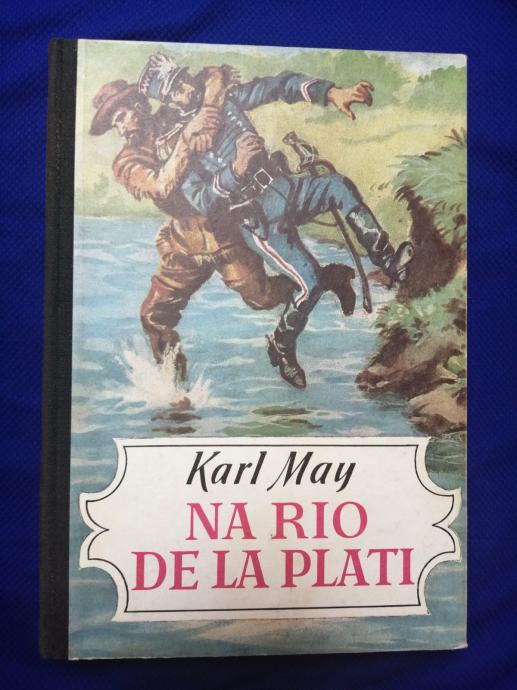 Karl May
NA RIO
DE LA PLATI